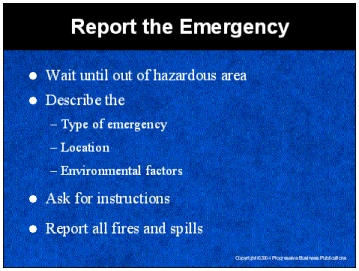 Report the Emergency
● Wait until out of hazardous area
● Describe the
– Type of emergency
– Location
– Environmental factors
● Ask for instructions
● Report all fires and spills
Copyright ©2004 Progressive Business Publications